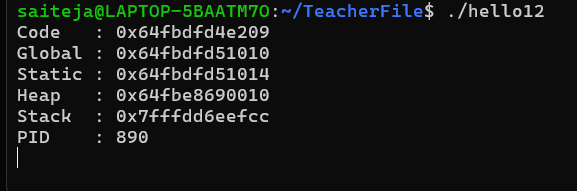 saiteja@LAPTOP-5BAATM7O:~/TeacherFile$ ./hello12
Code   : 0x64fbdfd4e209
Global : 0x64fbdfd51010
Static : 0x64fbdfd51014
Heap   : 0x64fbe8690010
Stack  : 0x7fffdd6eefcc
PID    : 890